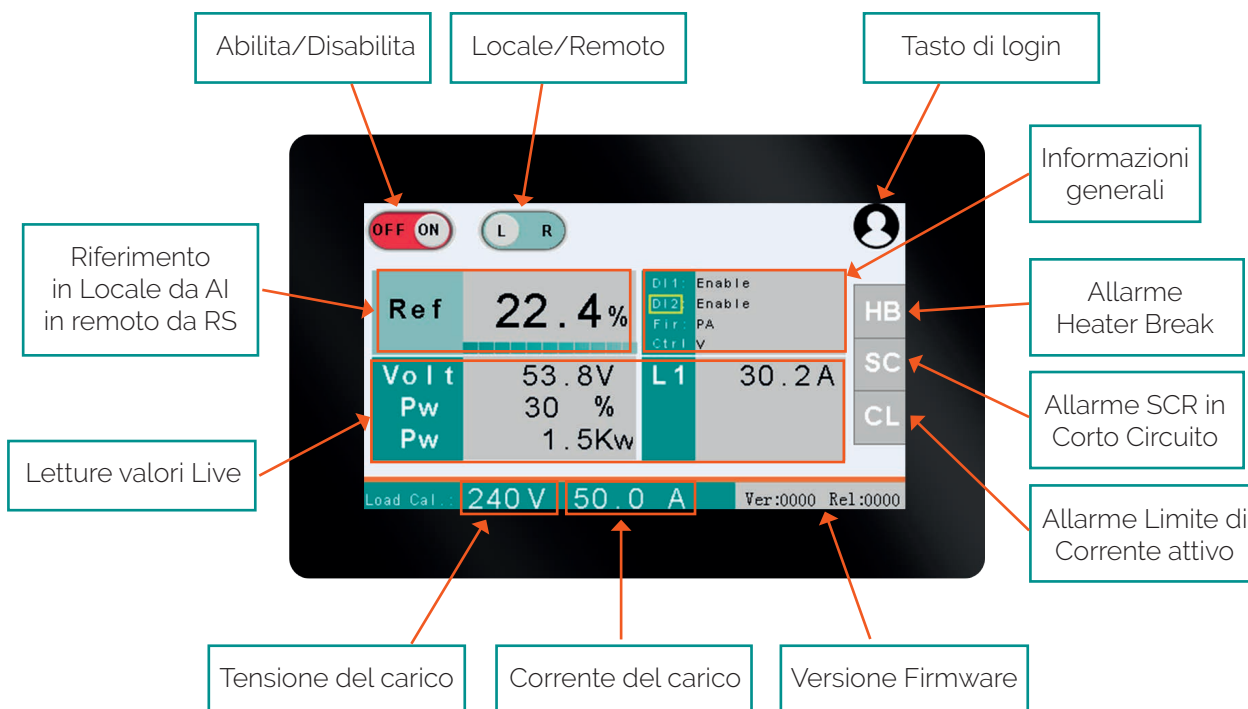 Abilita/Disabilita
Locale/Remoto
Tasto di login
Informazioni
generali
OFF ON
L R
Riferimento
in Locale da AI
in remoto da RS
Ref 22.4%
DI1: Enable
DI2: Enable
Fir: PA
Ctrl V
HB
SC
CL
Allarme
Heater Break
Volt 53.8V
Pw 30 %
Pw 1.5Kw
L1 30.2A
Allarme SCR in
Corto Circuito
Letture valori Live
Load Cal.: 240V 50.0 A Ver:0000 Rel:0000
Allarme Limite di
Corrente attivo
Tensione del carico
Corrente del carico
Versione Firmware